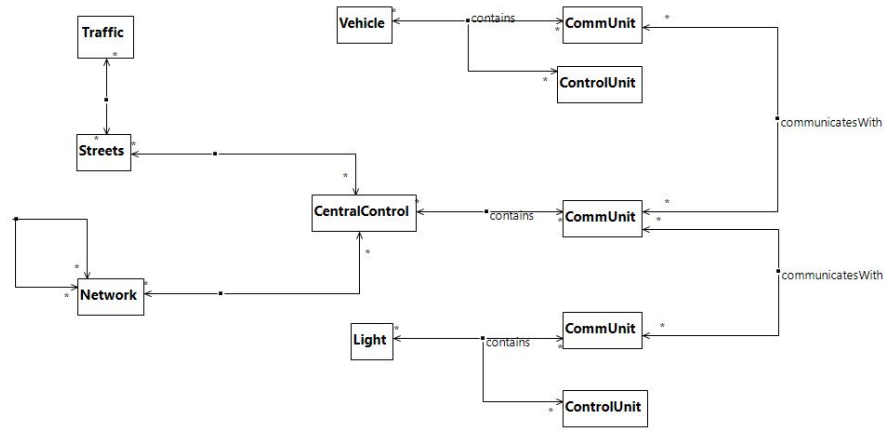 Traffic
*
*
Streets
*
*
Vehicle
*
contains
*
CommUnit
*
*
ControlUnit
communicatesWith
CentralControl
*
contains
*
CommUnit
*
*
*
communicatesWith
*
*
Network
*
Light
*
contains
*
CommUnit
*
*
ControlUnit